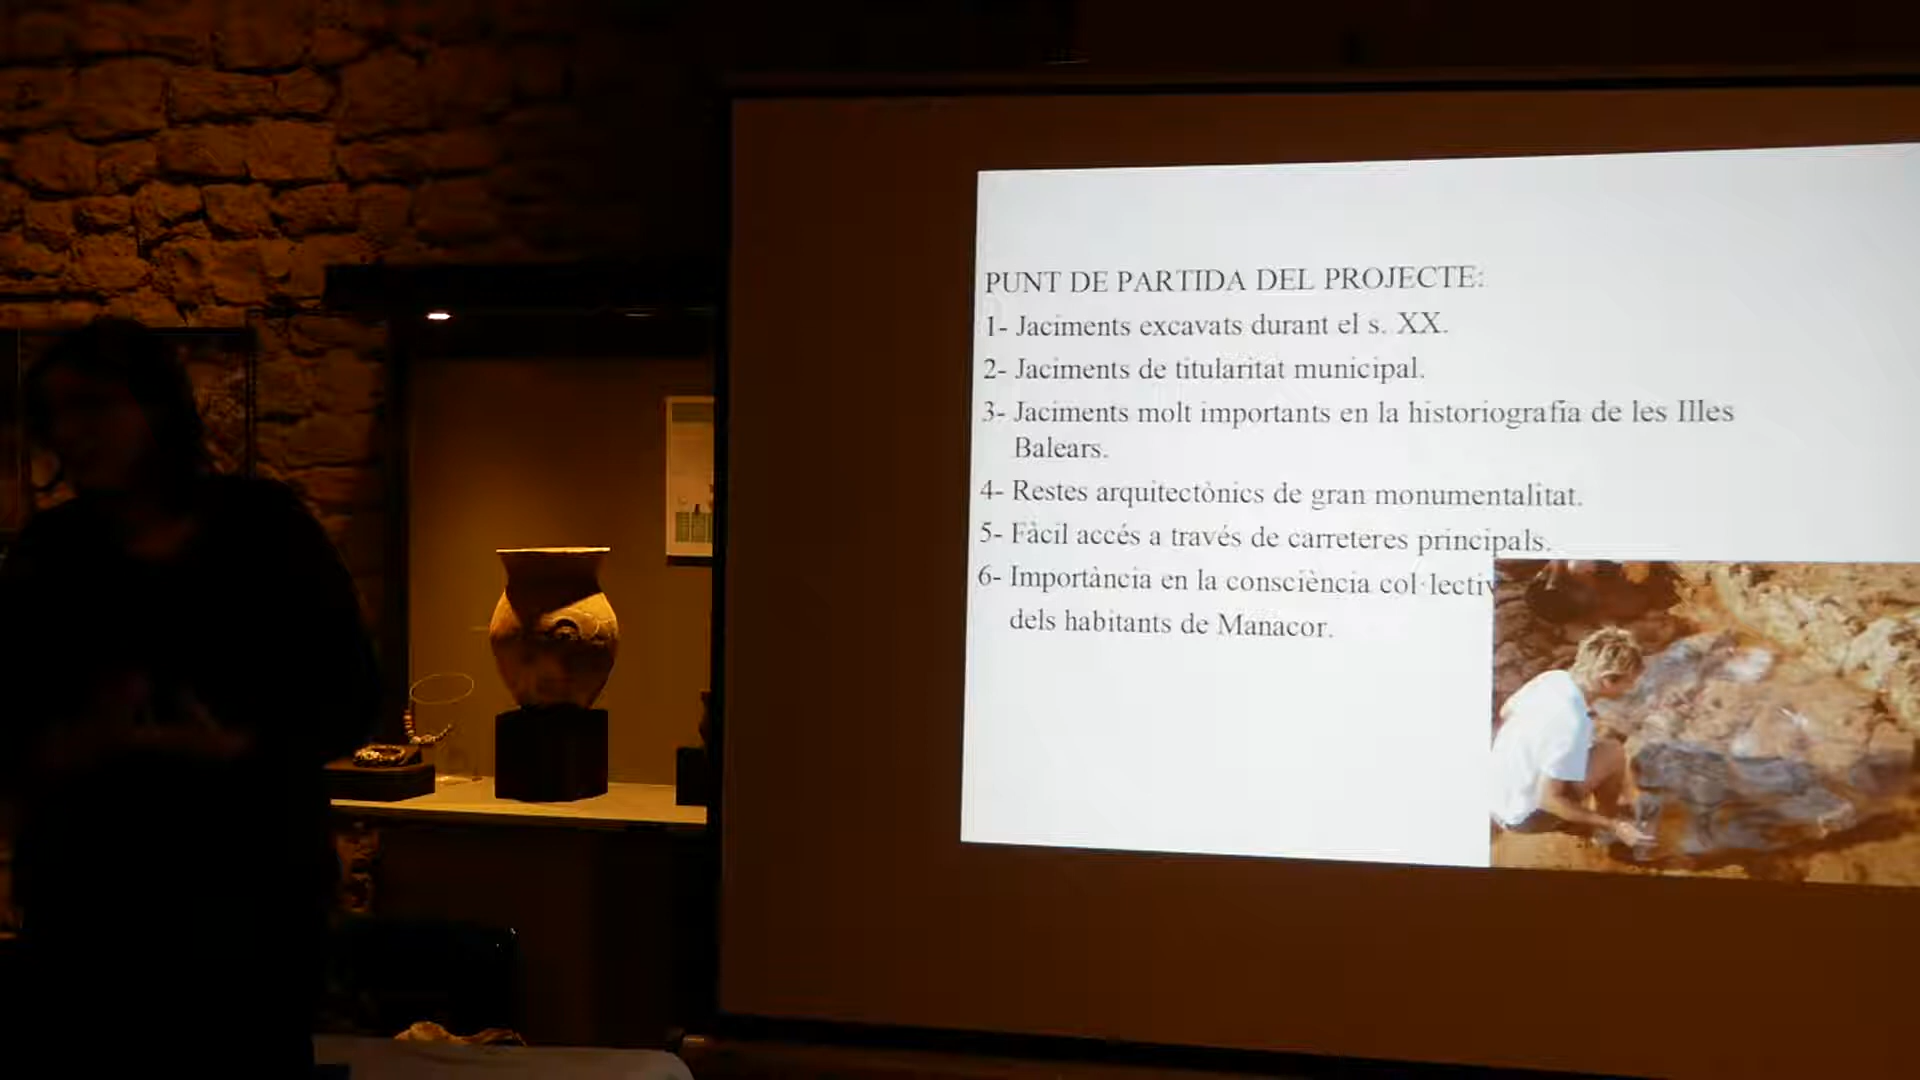 PUNT DE PARTIDA DEL PROJECTE:
1- Jaciments excavats durant el s. XX.
2- Jaciments de titularitat municipal.
3- Jaciments molt importants en la historiografia de les Illes
Balears.
4- Restes arquitectònics de gran monumentalitat.
5- Fàcil accés a través de carreteres principals.
6- Importància en la consciència col·lectiv
dels habitants de Manacor.